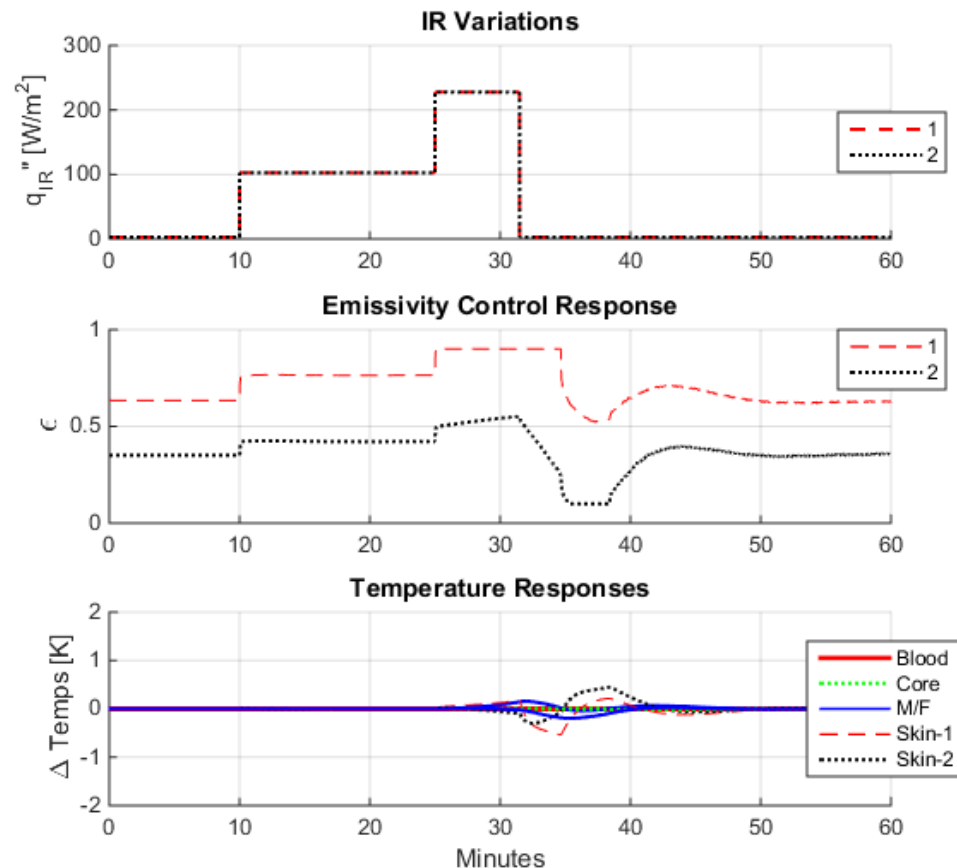 IR Variations
300
200
100
0
q_IR'' [W/m²]
0 10 20 30 40 50 60
1
2
Emissivity Control Response
1
0.5
0
ϵ
0 10 20 30 40 50 60
1
2
Temperature Responses
2
1
0
-1
-2
Δ Temps [K]
0 10 20 30 40 50 60
Minutes
Blood
Core
M/F
Skin-1
Skin-2